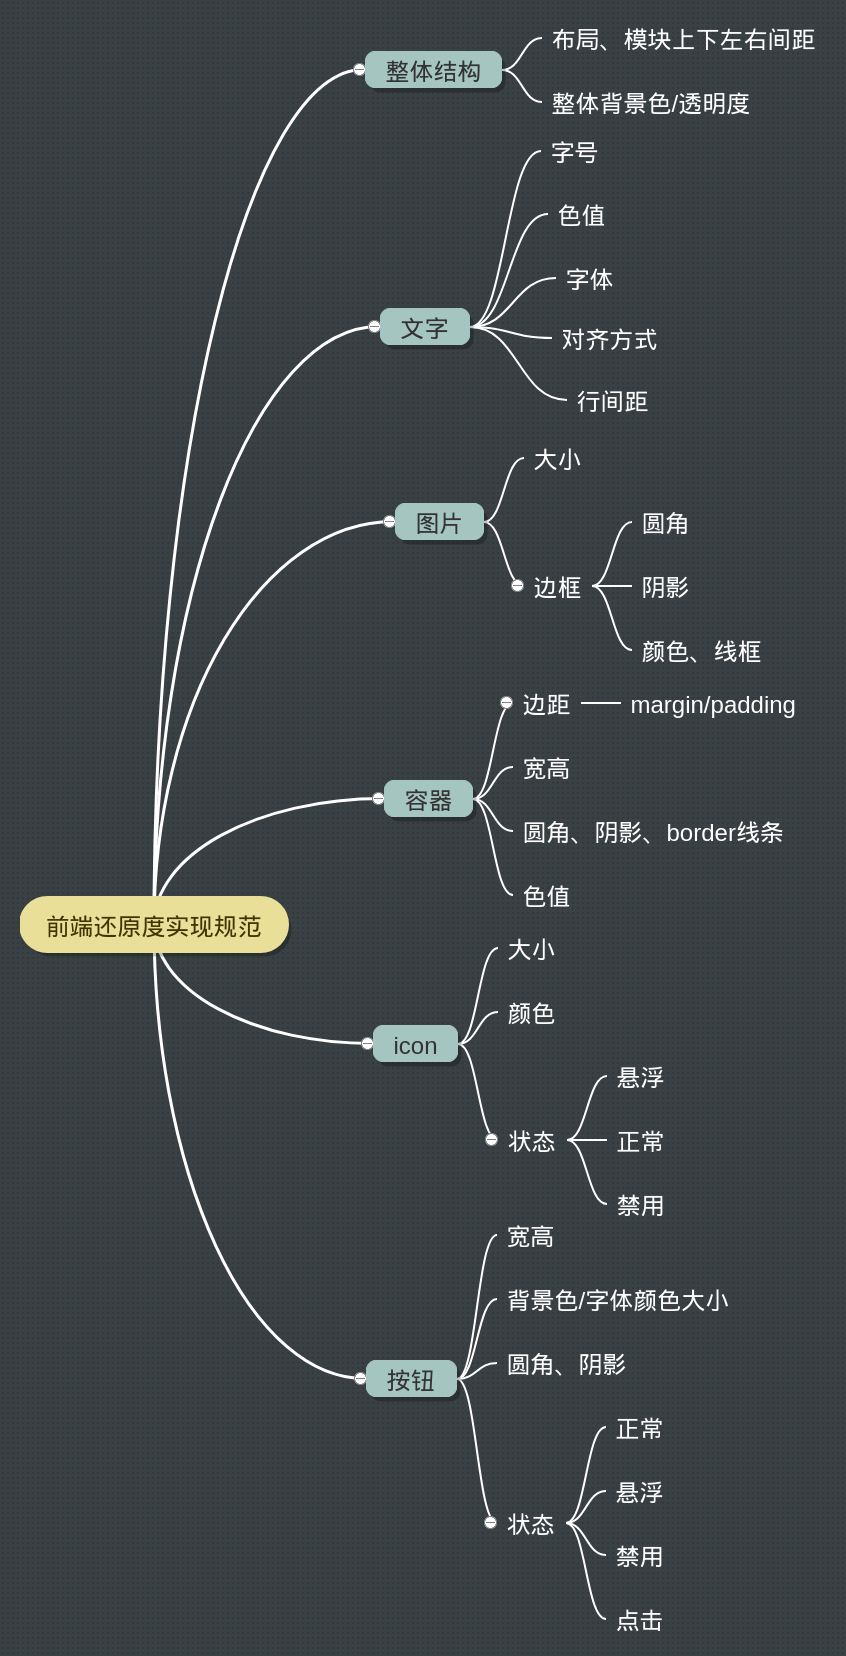 前端还原度实现规范
整体结构
布局、模块上下左右间距
整体背景色/透明度
文字
字号
色值
字体
对齐方式
行间距
图片
大小
边框
圆角
阴影
颜色、线框
容器
边距
margin/padding
宽高
圆角、阴影、border线条
色值
icon
大小
颜色
状态
悬浮
正常
禁用
按钮
宽高
背景色/字体颜色大小
圆角、阴影
状态
正常
悬浮
禁用
点击